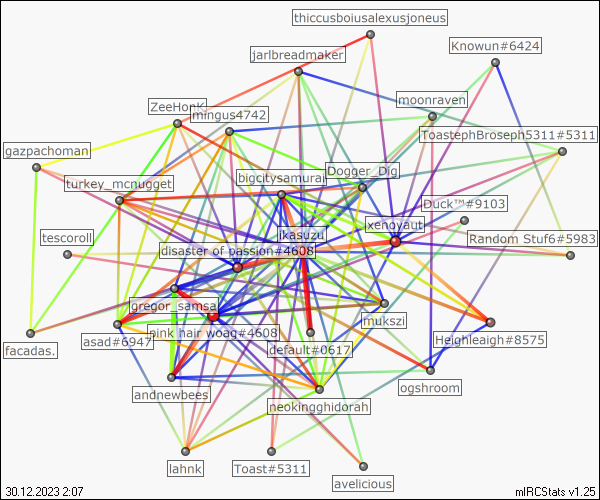 thiccusboiusalexusjoneus
Knowun#6424
jarlbreadmaker
ZeeHonK
moonraven
mingus4742
ToastephBroseph5311#5311
gazpachoman
Dogger_Dig
bigcitysamurai
turkey_mcnugget
Duck™#9103
xenoyaut
ikasuzu
tescoroll
Random Stuf6#5983
disaster of passion#4608
gregor_samsa
mukszi
pink hair woag#4608
Heighleaigh#8575
asad#6947
default#0617
facadas.
ogshroom
andnewbees
neokingghidorah
lahnk
Toast#5311
avelicious
30.12.2023 2:07
mIRCStats v1.25